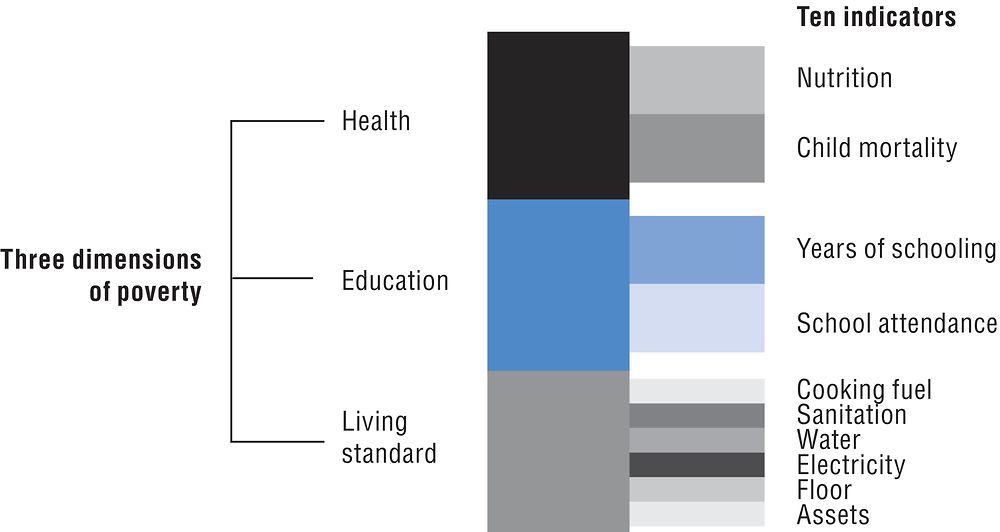 Ten indicators
Nutrition
Health
Child mortality
Three dimensions
of poverty
Years of schooling
Education
School attendance
Living
standard
Cooking fuel
Sanitation
Water
Electricity
Floor
Assets